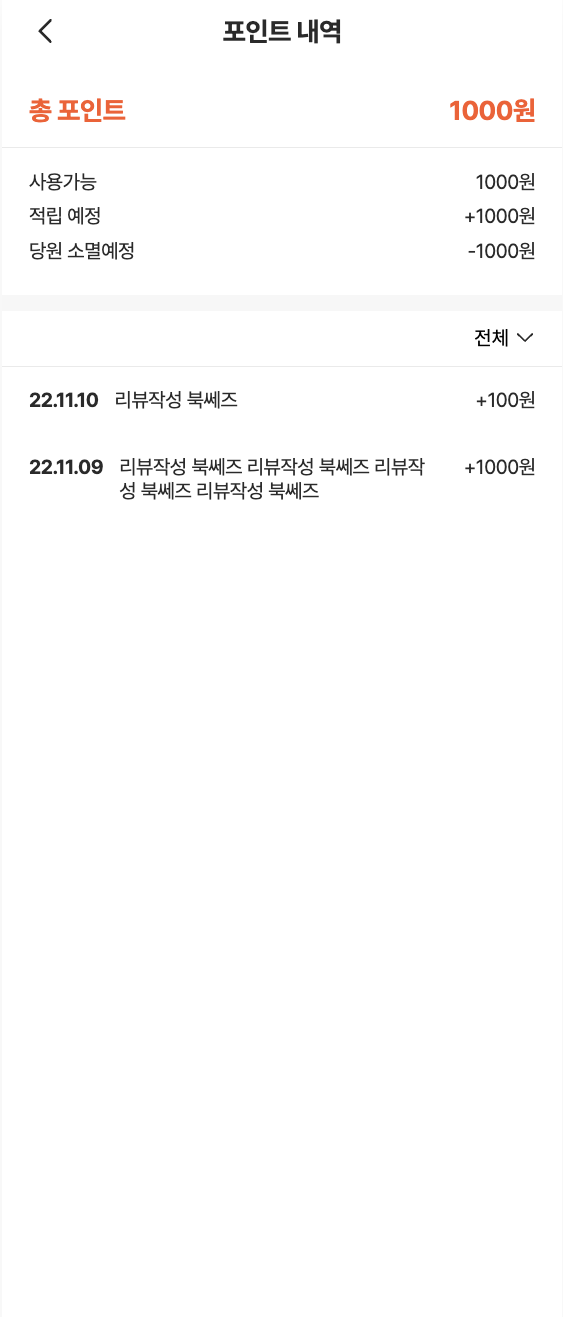 포인트 내역
총 포인트 1000원
사용가능 1000원
적립 예정 +1000원
당원 소멸예정 -1000원
전체
22.11.10 리뷰작성 북쎄즈 +100원
22.11.09 리뷰작성 북쎄즈 리뷰작성 북쎄즈 리뷰작 +1000원
성 북쎄즈 리뷰작성 북쎄즈